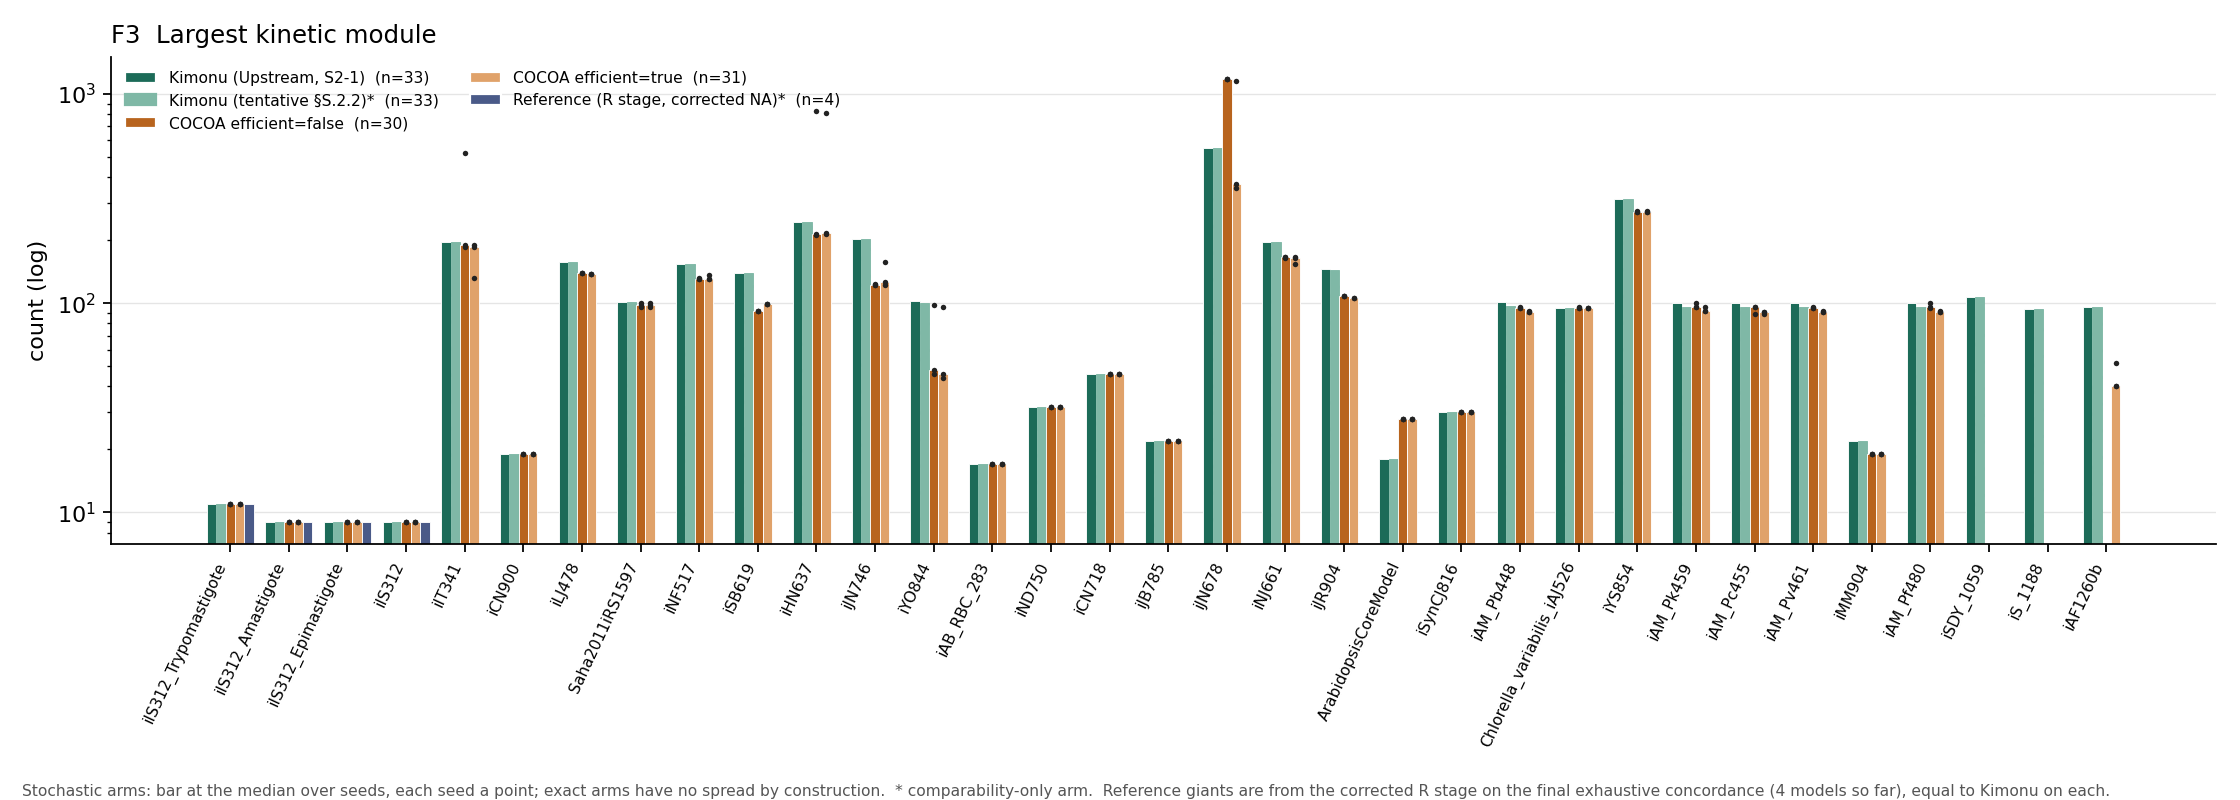 F3  Largest kinetic module
Kimonu (Upstream, S2-1)  (n=33)
Kimonu (tentative §S.2.2)*  (n=33)
COCOA efficient=false  (n=30)
COCOA efficient=true  (n=31)
Reference (R stage, corrected NA)*  (n=4)
count (log)
10³
10²
10¹
iIS312_Trypomastigote
iIS312_Amastigote
iIS312_Epimastigote
iIS312
iIT341
iCN900
iLJ478
Saha2011iRS1597
iNF517
iSB619
iHN637
iJN746
iYO844
iAB_RBC_283
iND750
iCN718
iJB785
iJN678
iNJ661
iJR904
ArabidopsisCoreModel
iSynCJ816
iAM_Pb448
Chlorella_variabilis_iAJ526
iYS854
iAM_Pk459
iAM_Pc455
iAM_Pv461
iMM904
iAM_Pf480
iSDY_1059
iS_1188
iAF1260b
Stochastic arms: bar at the median over seeds, each seed a point; exact arms have no spread by construction.  * comparability-only arm.  Reference giants are from the corrected R stage on the final exhaustive concordance (4 models so far), equal to Kimonu on each.